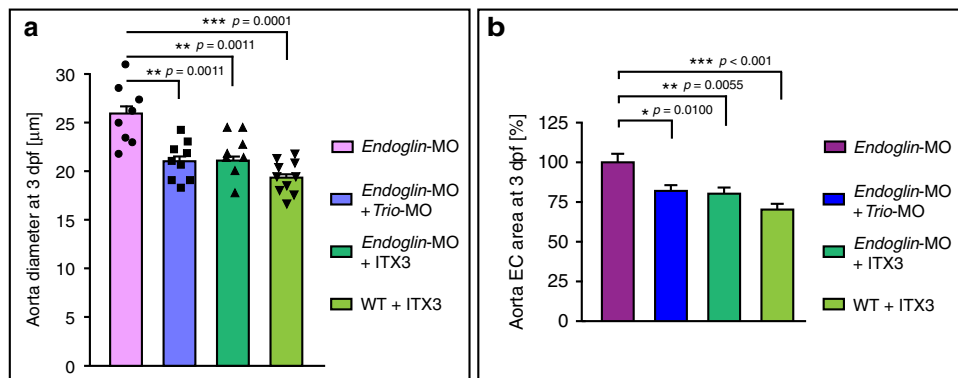 a
*** p = 0.0001
** p = 0.0011
** p = 0.0011
Aorta diameter at 3 dpf [µm]
30
25
20
15
10
5
0
Endoglin-MO
Endoglin-MO
+ Trio-MO
Endoglin-MO
+ ITX3
WT + ITX3
b
*** p < 0.001
** p = 0.0055
* p = 0.0100
Aorta EC area at 3 dpf [%]
125
100
75
50
25
0
Endoglin-MO
Endoglin-MO
+ Trio-MO
Endoglin-MO
+ ITX3
WT + ITX3